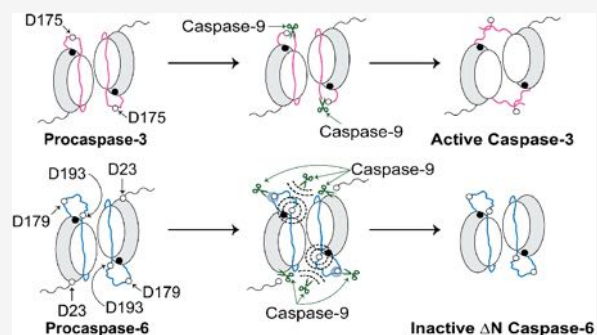 D175
Caspase-9
D175
Caspase-9
Procaspase-3
Active Caspase-3
D193
D23
Caspase-9
D179
D23
D193
D179
Caspase-9
Procaspase-6
Inactive ΔN Caspase-6